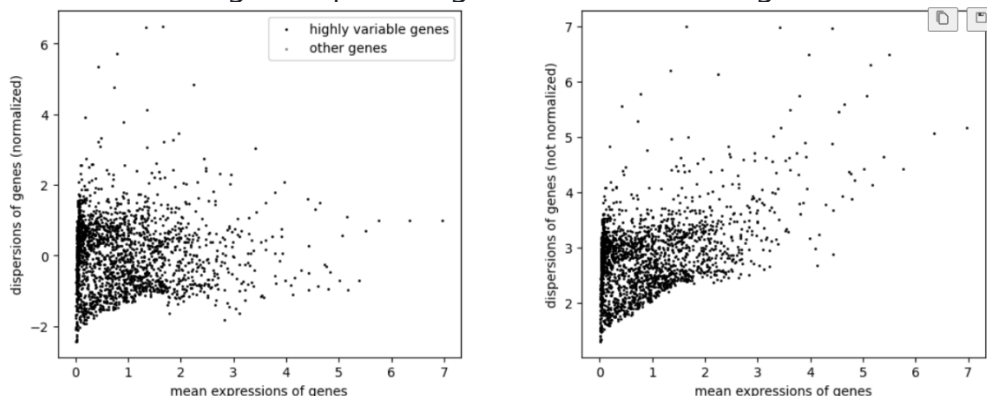 highly variable genes
other genes
dispersions of genes (normalized)
6
4
2
0
−2
0 1 2 3 4 5 6 7
mean expressions of genes
dispersions of genes (not normalized)
7
6
5
4
3
2
0 1 2 3 4 5 6 7
mean expressions of genes